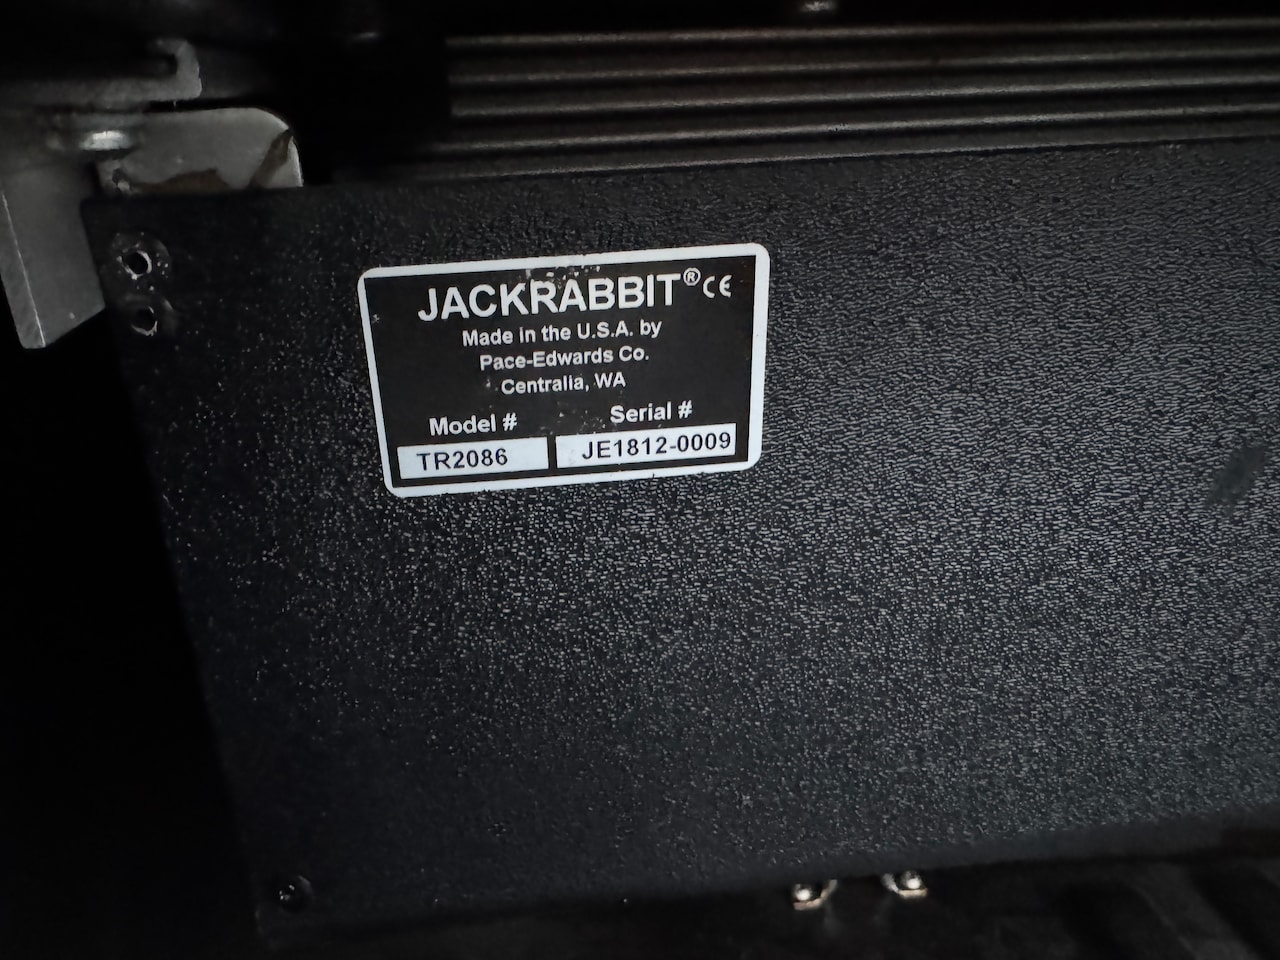 JACKRABBIT® CE
Made in the U.S.A. by
Pace-Edwards Co.
Centralia, WA
Model # Serial #
TR2086 JE1812-0009